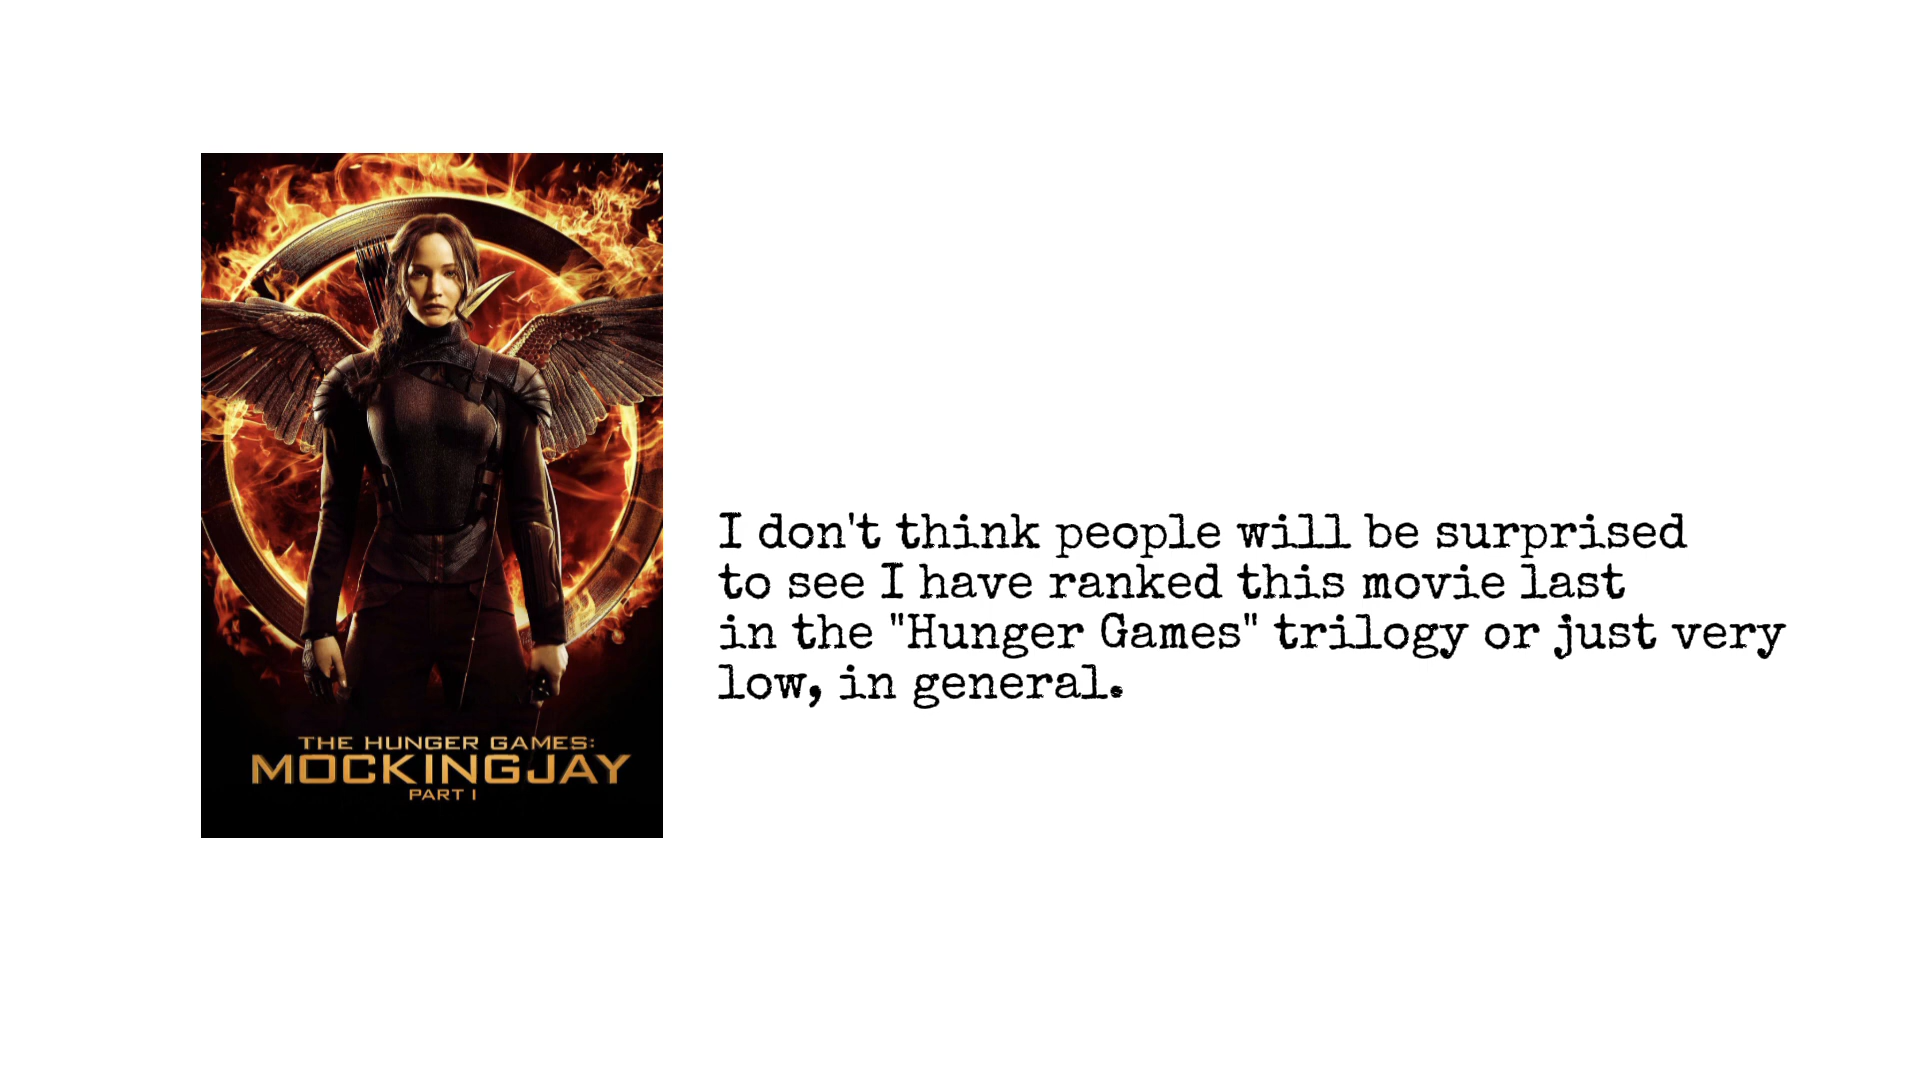 THE HUNGER GAMES:
MOCKINGJAY
PART I
I don't think people will be surprised
to see I have ranked this movie last
in the "Hunger Games" trilogy or just very
low, in general.